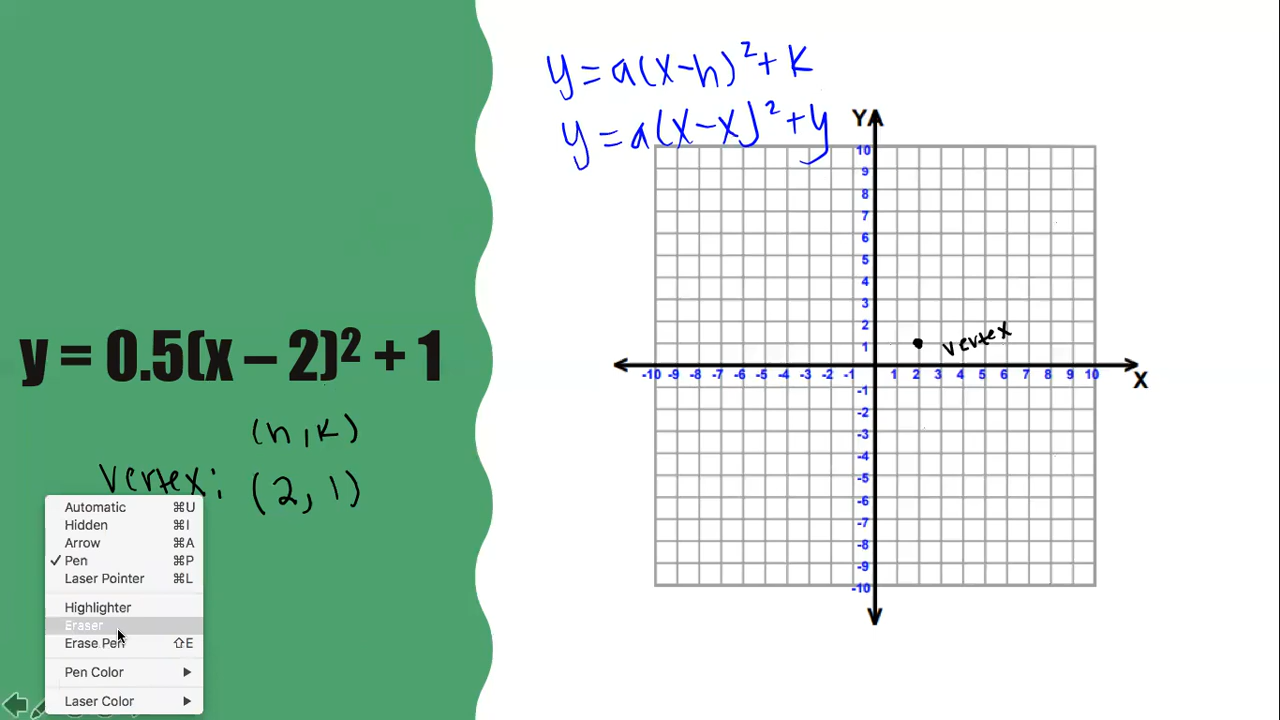 y = a(x-h)² + k
y = a(x-x)² + y
Y
10
9
8
7
6
5
4
3
2
1
vertex
-10 -9 -8 -7 -6 -5 -4 -3 -2 -1 1 2 3 4 5 6 7 8 9 10
X
-1
-2
-3
-4
-5
-6
-7
-8
-9
-10
y = 0.5(x – 2)² + 1
(h, k)
vertex: (2, 1)
Automatic ⌘U
Hidden ⌘I
Arrow ⌘A
✓ Pen ⌘P
Laser Pointer ⌘L
Highlighter
Eraser
Erase Pen ⇧E
Pen Color ▶
Laser Color ▶